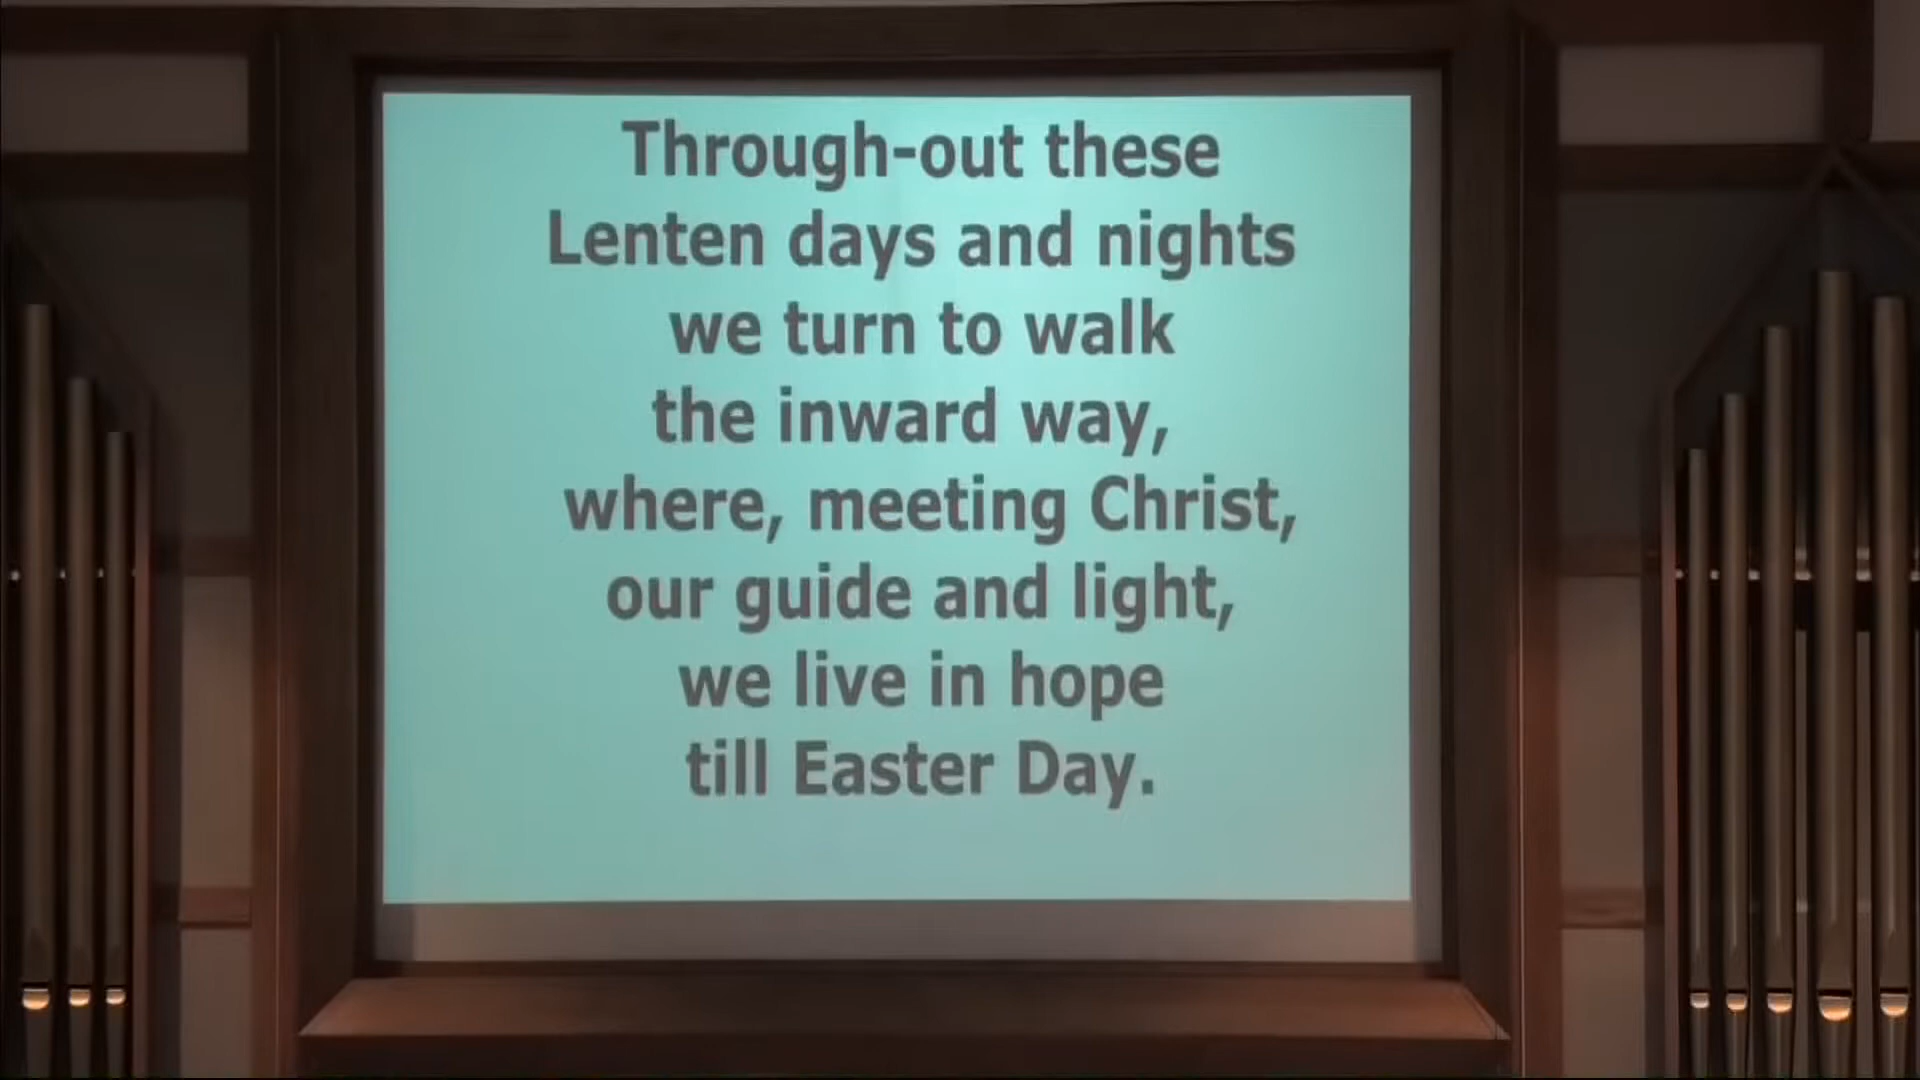 Through-out these
Lenten days and nights
we turn to walk
the inward way,
where, meeting Christ,
our guide and light,
we live in hope
till Easter Day.